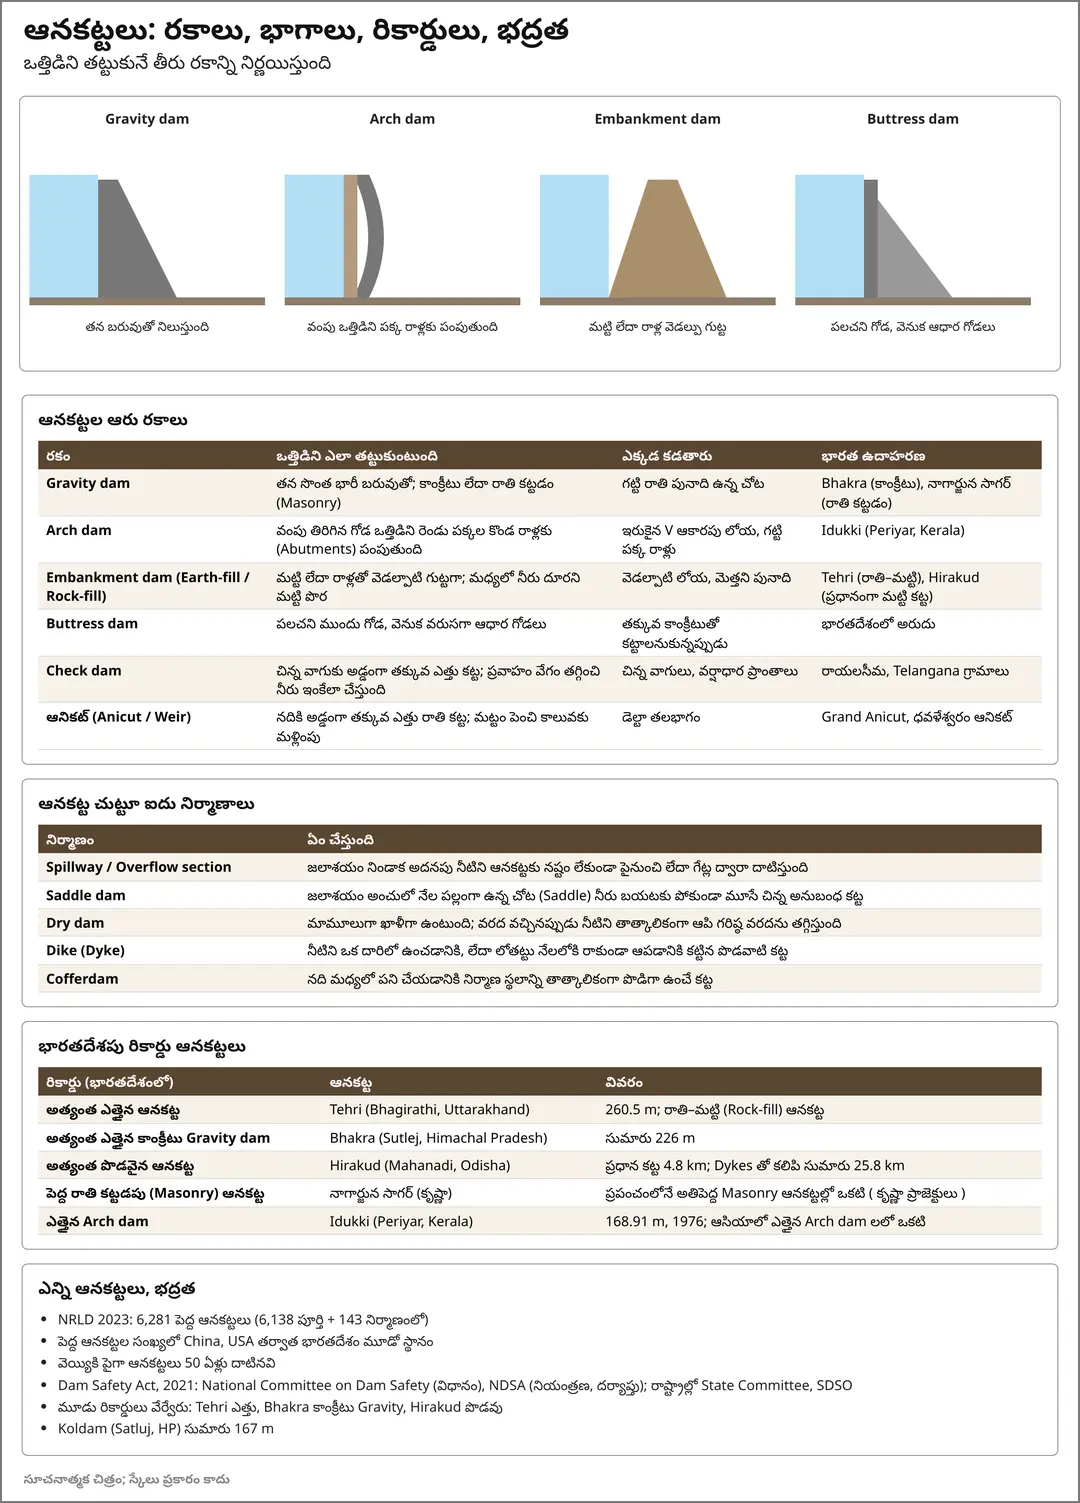 ఆనకట్టలు: రకాలు, భాగాలు, రికార్డులు, భద్రత
ఒత్తిడిని తట్టుకునే తీరు రకాన్ని నిర్ణయిస్తుంది
Gravity dam
Arch dam
Embankment dam
Buttress dam
తన బరువుతో నిలుస్తుంది
వంపు ఒత్తిడిని పక్క రాళ్లకు పంపుతుంది
మట్టి లేదా రాళ్ల వెడల్పు గుట్ట
పలచని గోడ, వెనుక ఆధార గోడలు
ఆనకట్టల ఆరు రకాలు
రకం ఒత్తిడిని ఎలా తట్టుకుంటుంది ఎక్కడ కడతారు భారత ఉదాహరణ
Gravity dam తన సొంత భారీ బరువుతో; కాంక్రీటు లేదా రాతి కట్టడం గట్టి రాతి పునాది ఉన్న చోట Bhakra (కాంక్రీటు), నాగార్జున సాగర్
(Masonry) (రాతి కట్టడం)
Arch dam వంపు తిరిగిన గోడ ఒత్తిడిని రెండు పక్కల కొండ రాళ్లకు ఇరుకైన V ఆకారపు లోయ, గట్టి Idukki (Periyar, Kerala)
(Abutments) పంపుతుంది పక్క రాళ్లు
Embankment dam (Earth-fill / మట్టి లేదా రాళ్లతో వెడల్పాటి గుట్టగా; మధ్యలో నీరు దూరని వెడల్పాటి లోయ, మెత్తని పునాది Tehri (రాతి–మట్టి), Hirakud
Rock-fill) మట్టి పొర (ప్రధానంగా మట్టి కట్ట)
Buttress dam పలచని ముందు గోడ, వెనుక వరుసగా ఆధార గోడలు తక్కువ కాంక్రీటుతో భారతదేశంలో అరుదు
కట్టాలనుకున్నప్పుడు
Check dam చిన్న వాగుకు అడ్డంగా తక్కువ ఎత్తు కట్ట; ప్రవాహం వేగం తగ్గించి చిన్న వాగులు, వర్షాధార ప్రాంతాలు రాయలసీమ, Telangana గ్రామాలు
నీరు ఇంకేలా చేస్తుంది
ఆనికట్ (Anicut / Weir) నదికి అడ్డంగా తక్కువ ఎత్తు రాతి కట్ట; మట్టం పెంచి కాలువకు డెల్టా తలభాగం Grand Anicut, ధవళేశ్వరం ఆనికట్
మళ్లింపు
ఆనకట్ట చుట్టూ ఐదు నిర్మాణాలు
నిర్మాణం ఏం చేస్తుంది
Spillway / Overflow section జలాశయం నిండాక అదనపు నీటిని ఆనకట్టకు నష్టం లేకుండా పైనుంచి లేదా గేట్ల ద్వారా దాటిస్తుంది
Saddle dam జలాశయం అంచులో నేల పల్లంగా ఉన్న చోట (Saddle) నీరు బయటకు పోకుండా మూసే చిన్న అనుబంధ కట్ట
Dry dam మామూలుగా ఖాళీగా ఉంటుంది; వరద వచ్చినప్పుడు నీటిని తాత్కాలికంగా ఆపి గరిష్ఠ వరదను తగ్గిస్తుంది
Dike (Dyke) నీటిని ఒక దారిలో ఉంచడానికి, లేదా లోతట్టు నేలలోకి రాకుండా ఆపడానికి కట్టిన పొడవాటి కట్ట
Cofferdam నది మధ్యలో పని చేయడానికి నిర్మాణ స్థలాన్ని తాత్కాలికంగా పొడిగా ఉంచే కట్ట
భారతదేశపు రికార్డు ఆనకట్టలు
రికార్డు (భారతదేశంలో) ఆనకట్ట వివరం
అత్యంత ఎత్తైన ఆనకట్ట Tehri (Bhagirathi, Uttarakhand) 260.5 m; రాతి–మట్టి (Rock-fill) ఆనకట్ట
అత్యంత ఎత్తైన కాంక్రీటు Gravity dam Bhakra (Sutlej, Himachal Pradesh) సుమారు 226 m
అత్యంత పొడవైన ఆనకట్ట Hirakud (Mahanadi, Odisha) ప్రధాన కట్ట 4.8 km; Dykes తో కలిపి సుమారు 25.8 km
పెద్ద రాతి కట్టడపు (Masonry) ఆనకట్ట నాగార్జున సాగర్ (కృష్ణా) ప్రపంచంలోనే అతిపెద్ద Masonry ఆనకట్టల్లో ఒకటి ( కృష్ణా ప్రాజెక్టులు )
ఎత్తైన Arch dam Idukki (Periyar, Kerala) 168.91 m, 1976; ఆసియాలో ఎత్తైన Arch dam లలో ఒకటి
ఎన్ని ఆనకట్టలు, భద్రత
• NRLD 2023: 6,281 పెద్ద ఆనకట్టలు (6,138 పూర్తి + 143 నిర్మాణంలో)
• పెద్ద ఆనకట్టల సంఖ్యలో China, USA తర్వాత భారతదేశం మూడో స్థానం
• వెయ్యికి పైగా ఆనకట్టలు 50 ఏళ్లు దాటినవి
• Dam Safety Act, 2021: National Committee on Dam Safety (విధానం), NDSA (నియంత్రణ, దర్యాప్తు); రాష్ట్రాల్లో State Committee, SDSO
• మూడు రికార్డులు వేర్వేరు: Tehri ఎత్తు, Bhakra కాంక్రీటు Gravity, Hirakud పొడవు
• Koldam (Satluj, HP) సుమారు 167 m
సూచనాత్మక చిత్రం; స్కేలు ప్రకారం కాదు